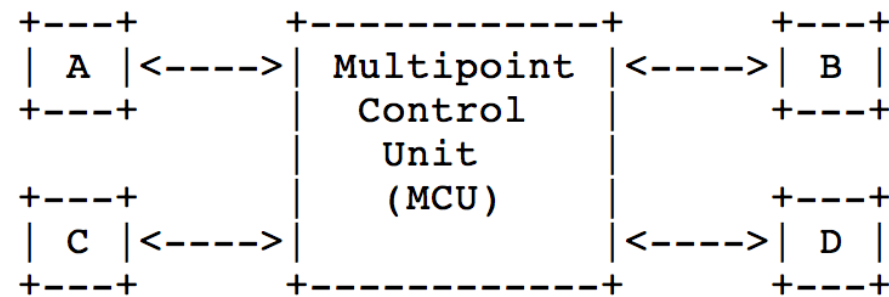 +---+            +------------+            +---+
| A |<---->| Multipoint |<---->| B |
+---+            | Control    |            +---+
                 | Unit       |
+---+            | (MCU)      |            +---+
| C |<---->|            |<---->| D |
+---+            +------------+            +---+